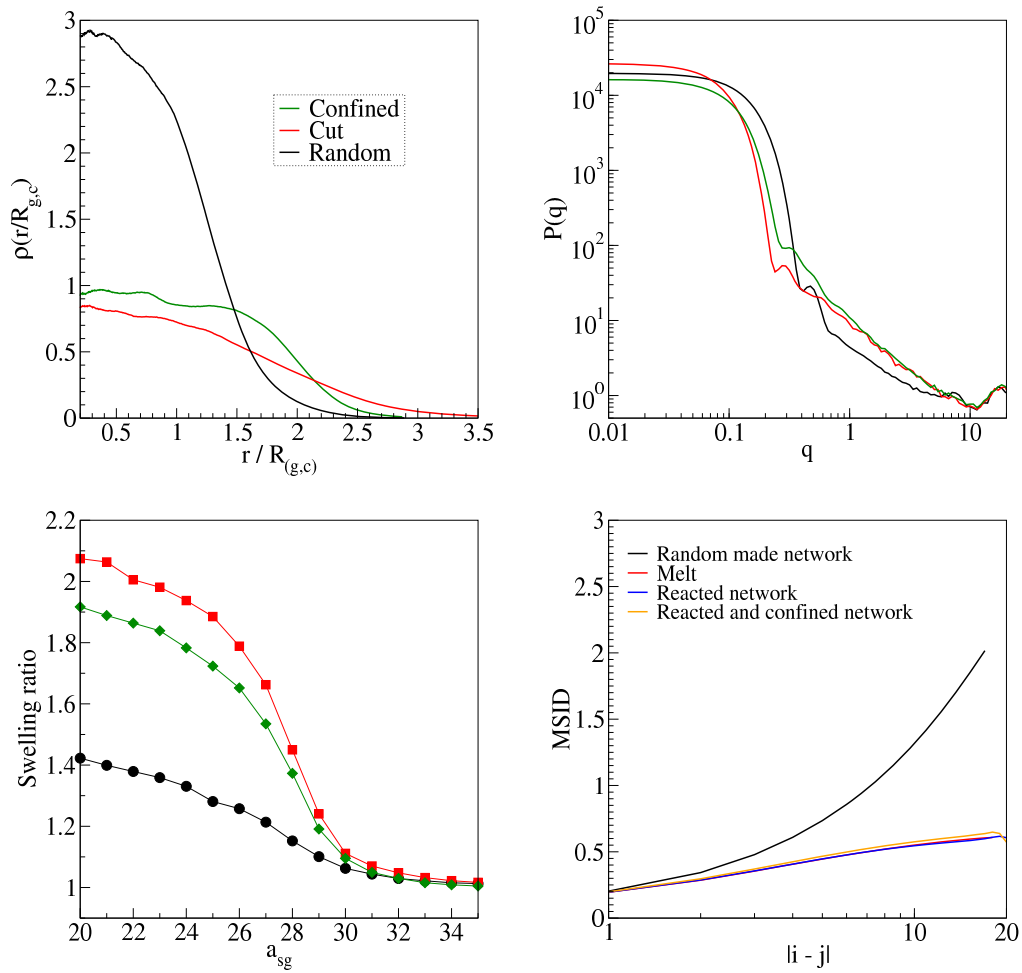 3
2.5
2
1.5
1
0.5
0
ρ(r/R_{g,c})
Confined
Cut
Random
0.5 1 1.5 2 2.5 3 3.5
r / R_{(g,c)}
10^5
10^4
10^3
10^2
10^1
10^0
P(q)
0.01 0.1 1 10
q
2.2
2
1.8
1.6
1.4
1.2
1
Swelling ratio
20 22 24 26 28 30 32 34
a_{sg}
3
2.5
2
1.5
1
0.5
0
MSID
Random made network
Melt
Reacted network
Reacted and confined network
1 10 20
|i - j|